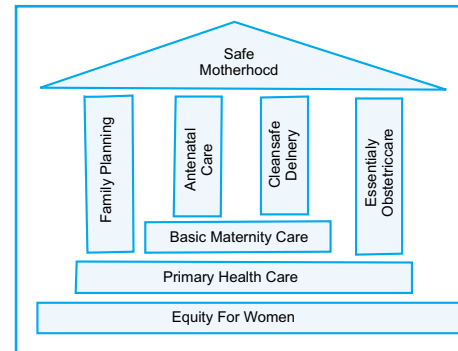 Safe
Motherhocd
Family Planning
Antenatal
Care
Cleansafe
Delnery
Essentialy
Obstetriccare
Basic Maternity Care
Primary Health Care
Equity For Women